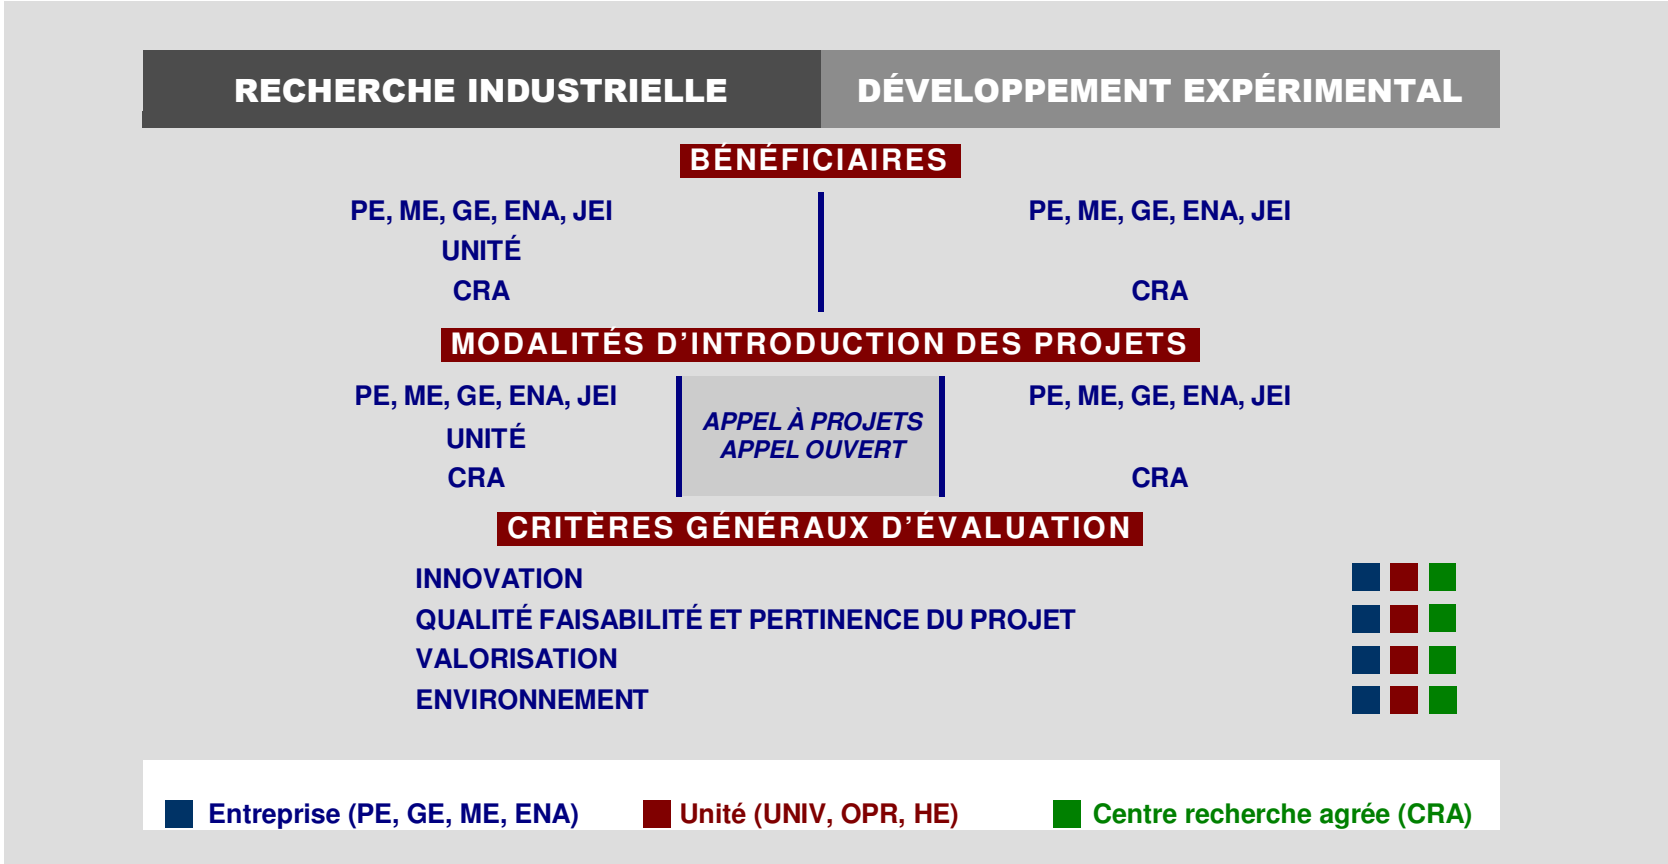 RECHERCHE INDUSTRIELLE
DÉVELOPPEMENT EXPÉRIMENTAL
BÉNÉFICIAIRES
PE, ME, GE, ENA, JEI
PE, ME, GE, ENA, JEI
UNITÉ
CRA
CRA
MODALITÉS D’INTRODUCTION DES PROJETS
PE, ME, GE, ENA, JEI
APPEL À PROJETS
APPEL OUVERT
PE, ME, GE, ENA, JEI
UNITÉ
CRA
CRA
CRITÈRES GÉNÉRAUX D’ÉVALUATION
INNOVATION
QUALITÉ FAISABILITÉ ET PERTINENCE DU PROJET
VALORISATION
ENVIRONNEMENT
Entreprise (PE, GE, ME, ENA)
Unité (UNIV, OPR, HE)
Centre recherche agrée (CRA)